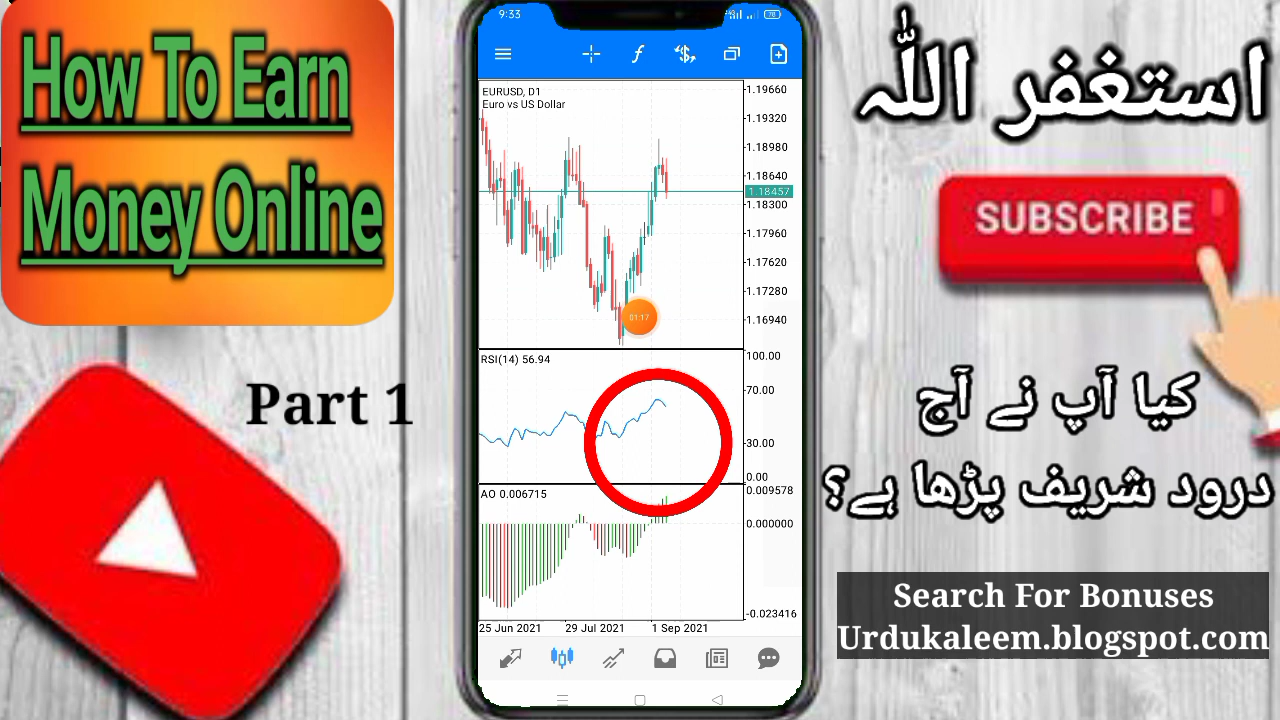 How To Earn
Money Online
Part 1
9:33
78
EURUSD, D1
Euro vs US Dollar
1.19660
1.19320
1.18980
1.18640
1.18457
1.18300
1.17960
1.17620
1.17280
1.16940
01:17
RSI(14) 56.94
100.00
70.00
30.00
0.00
AO 0.006715
0.009578
0.000000
-0.023416
25 Jun 2021
29 Jul 2021
1 Sep 2021
استغفر اللّٰہ
SUBSCRIBE
کیا آپ نے آج
درود شریف پڑھا ہے؟
Search For Bonuses
Urdukaleem.blogspot.com